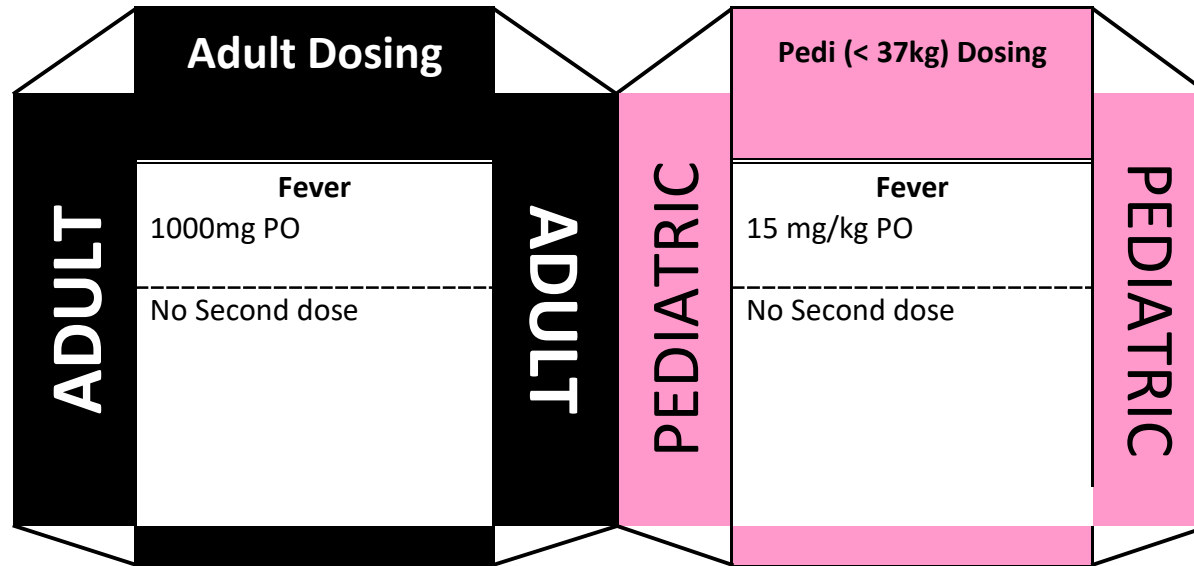 Adult Dosing
ADULT
Fever
1000mg PO
No Second dose
ADULT
Pedi (< 37kg) Dosing
PEDIATRIC
Fever
15 mg/kg PO
No Second dose
PEDIATRIC